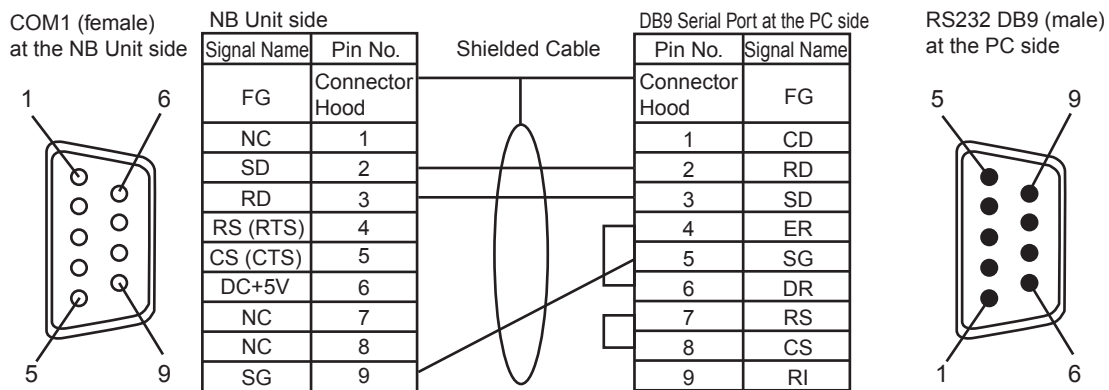 COM1 (female)
at the NB Unit side
NB Unit side
Signal Name Pin No.
FG Connector Hood
NC 1
SD 2
RD 3
RS (RTS) 4
CS (CTS) 5
DC+5V 6
NC 7
NC 8
SG 9
1 6
5 9
Shielded Cable
DB9 Serial Port at the PC side
Pin No. Signal Name
Connector Hood FG
1 CD
2 RD
3 SD
4 ER
5 SG
6 DR
7 RS
8 CS
9 RI
RS232 DB9 (male)
at the PC side
5 9
1 6